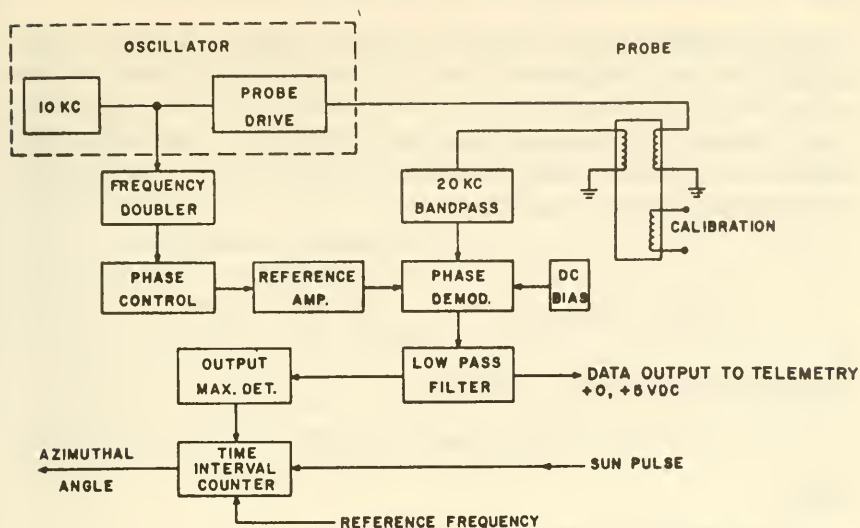 OSCILLATOR
PROBE
10 KC
PROBE
DRIVE
FREQUENCY
DOUBLER
20 KC
BANDPASS
CALIBRATION
PHASE
CONTROL
REFERENCE
AMP.
PHASE
DEMOD.
DC
BIAS
OUTPUT
MAX. DET.
LOW PASS
FILTER
DATA OUTPUT TO TELEMETRY
+0, +5 VDC
AZIMUTHAL
ANGLE
TIME
INTERVAL
COUNTER
SUN PULSE
REFERENCE FREQUENCY